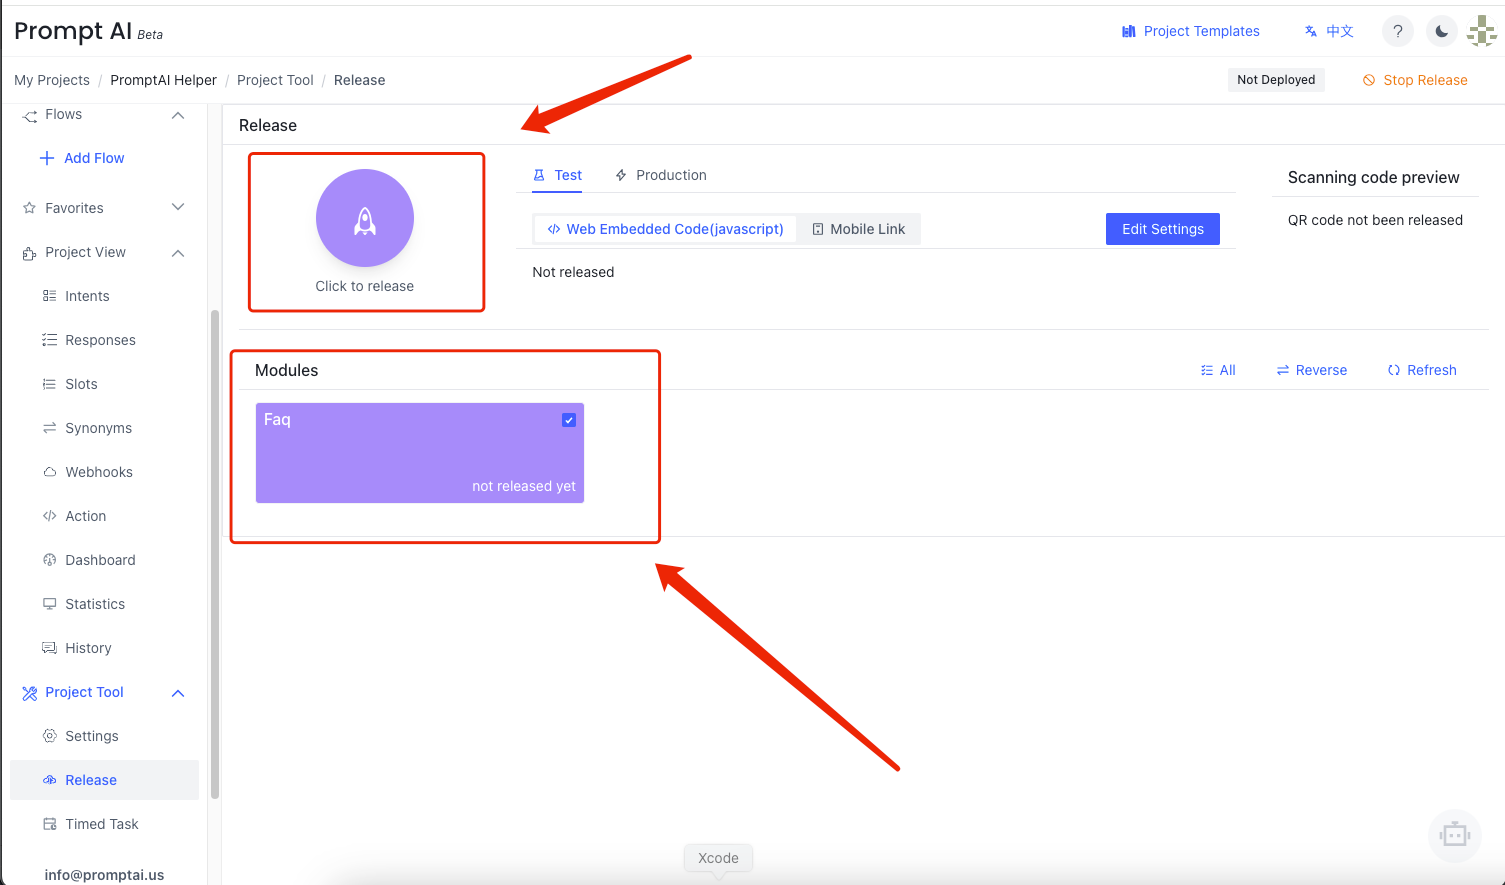 Prompt AI Beta
Project Templates
中文
?
My Projects / PromptAI Helper / Project Tool / Release
Not Deployed
Stop Release
Flows
Add Flow
Favorites
Project View
Intents
Responses
Slots
Synonyms
Webhooks
Action
Dashboard
Statistics
History
Project Tool
Settings
Release
Timed Task
info@promptai.us
Release
Click to release
Test
Production
Web Embedded Code(javascript)
Mobile Link
Edit Settings
Not released
Scanning code preview
QR code not been released
Modules
All
Reverse
Refresh
Faq
not released yet
Xcode